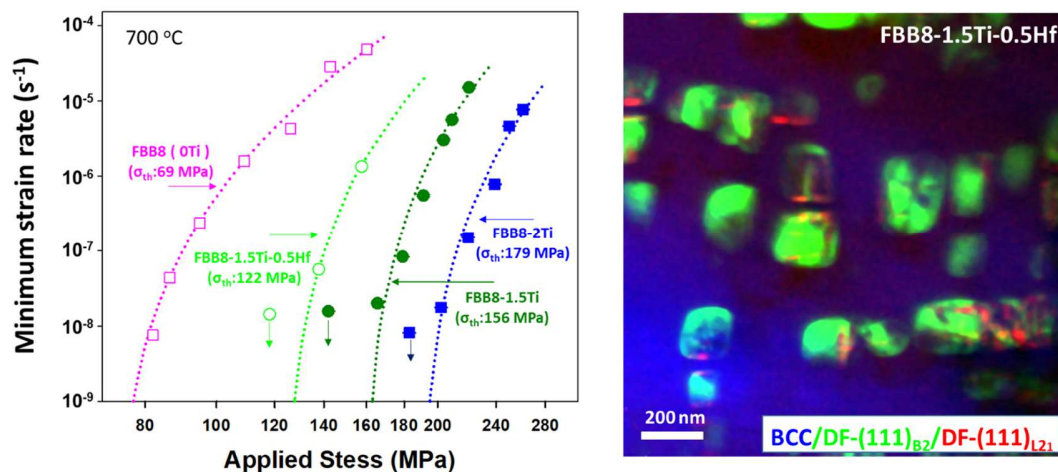 700 °C
Minimum strain rate (s⁻¹)
10⁻⁴
10⁻⁵
10⁻⁶
10⁻⁷
10⁻⁸
10⁻⁹
FBB8 ( 0Ti )
(σth:69 MPa)
FBB8-1.5Ti-0.5Hf
(σth:122 MPa)
FBB8-2Ti
(σth:179 MPa)
FBB8-1.5Ti
(σth:156 MPa)
80 100 120 140 160 180 200 240 280
Applied Stess (MPa)
FBB8-1.5Ti-0.5Hf
200 nm
BCC/DF-(111)B2/DF-(111)L21